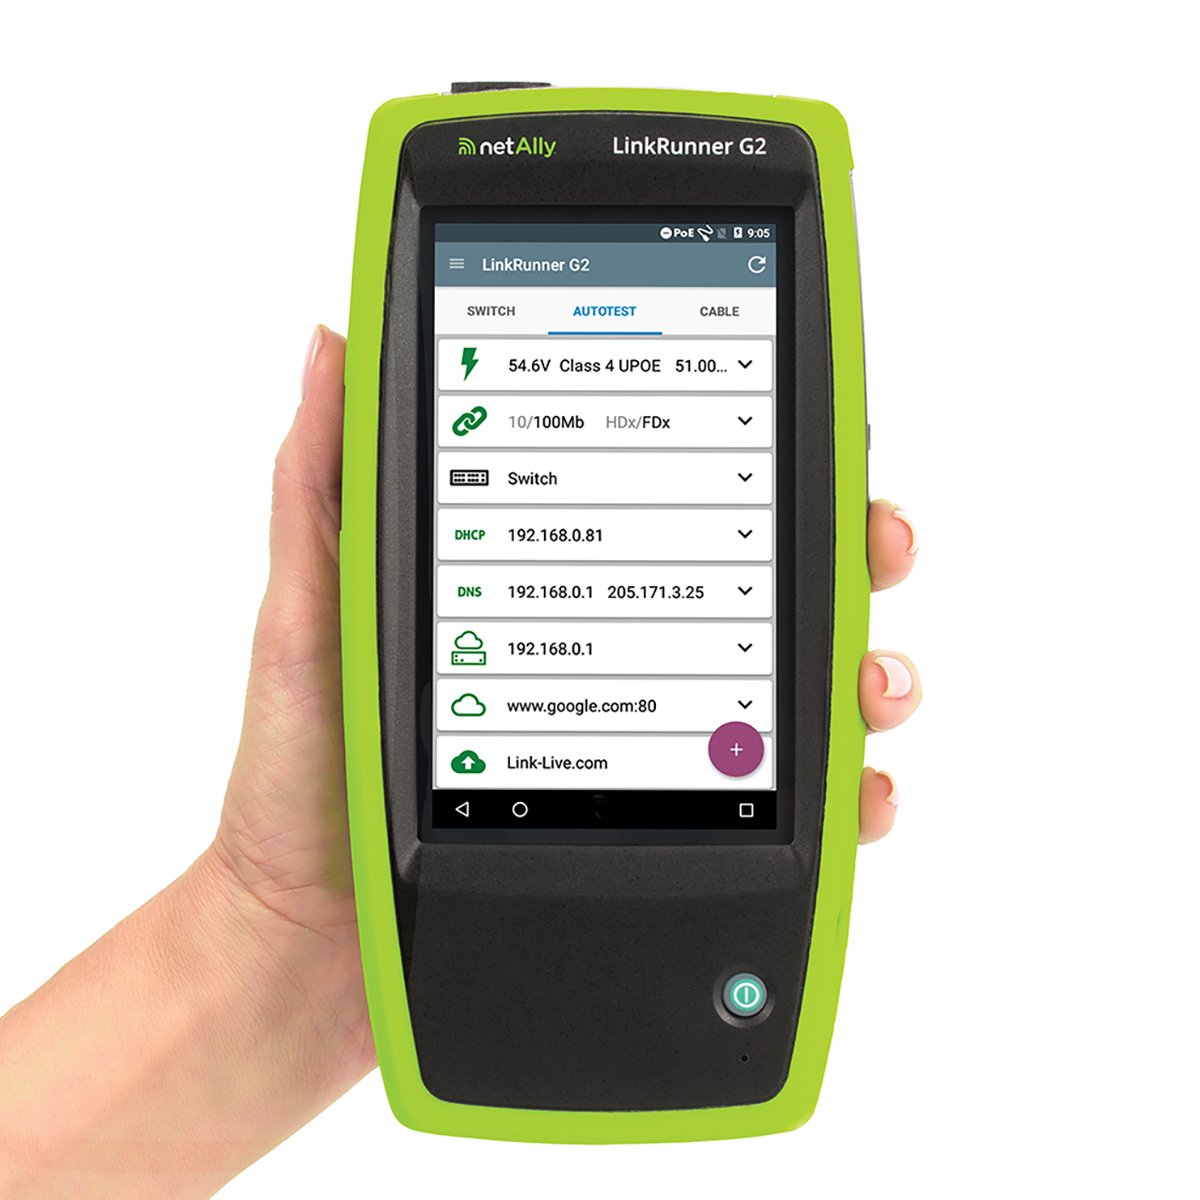 netAlly LinkRunner G2
PoE 9:05
LinkRunner G2
SWITCH AUTOTEST CABLE
54.6V Class 4 UPOE 51.00...
10/100Mb HDx/FDx
Switch
DHCP 192.168.0.81
DNS 192.168.0.1 205.171.3.25
192.168.0.1
www.google.com:80
Link-Live.com
+